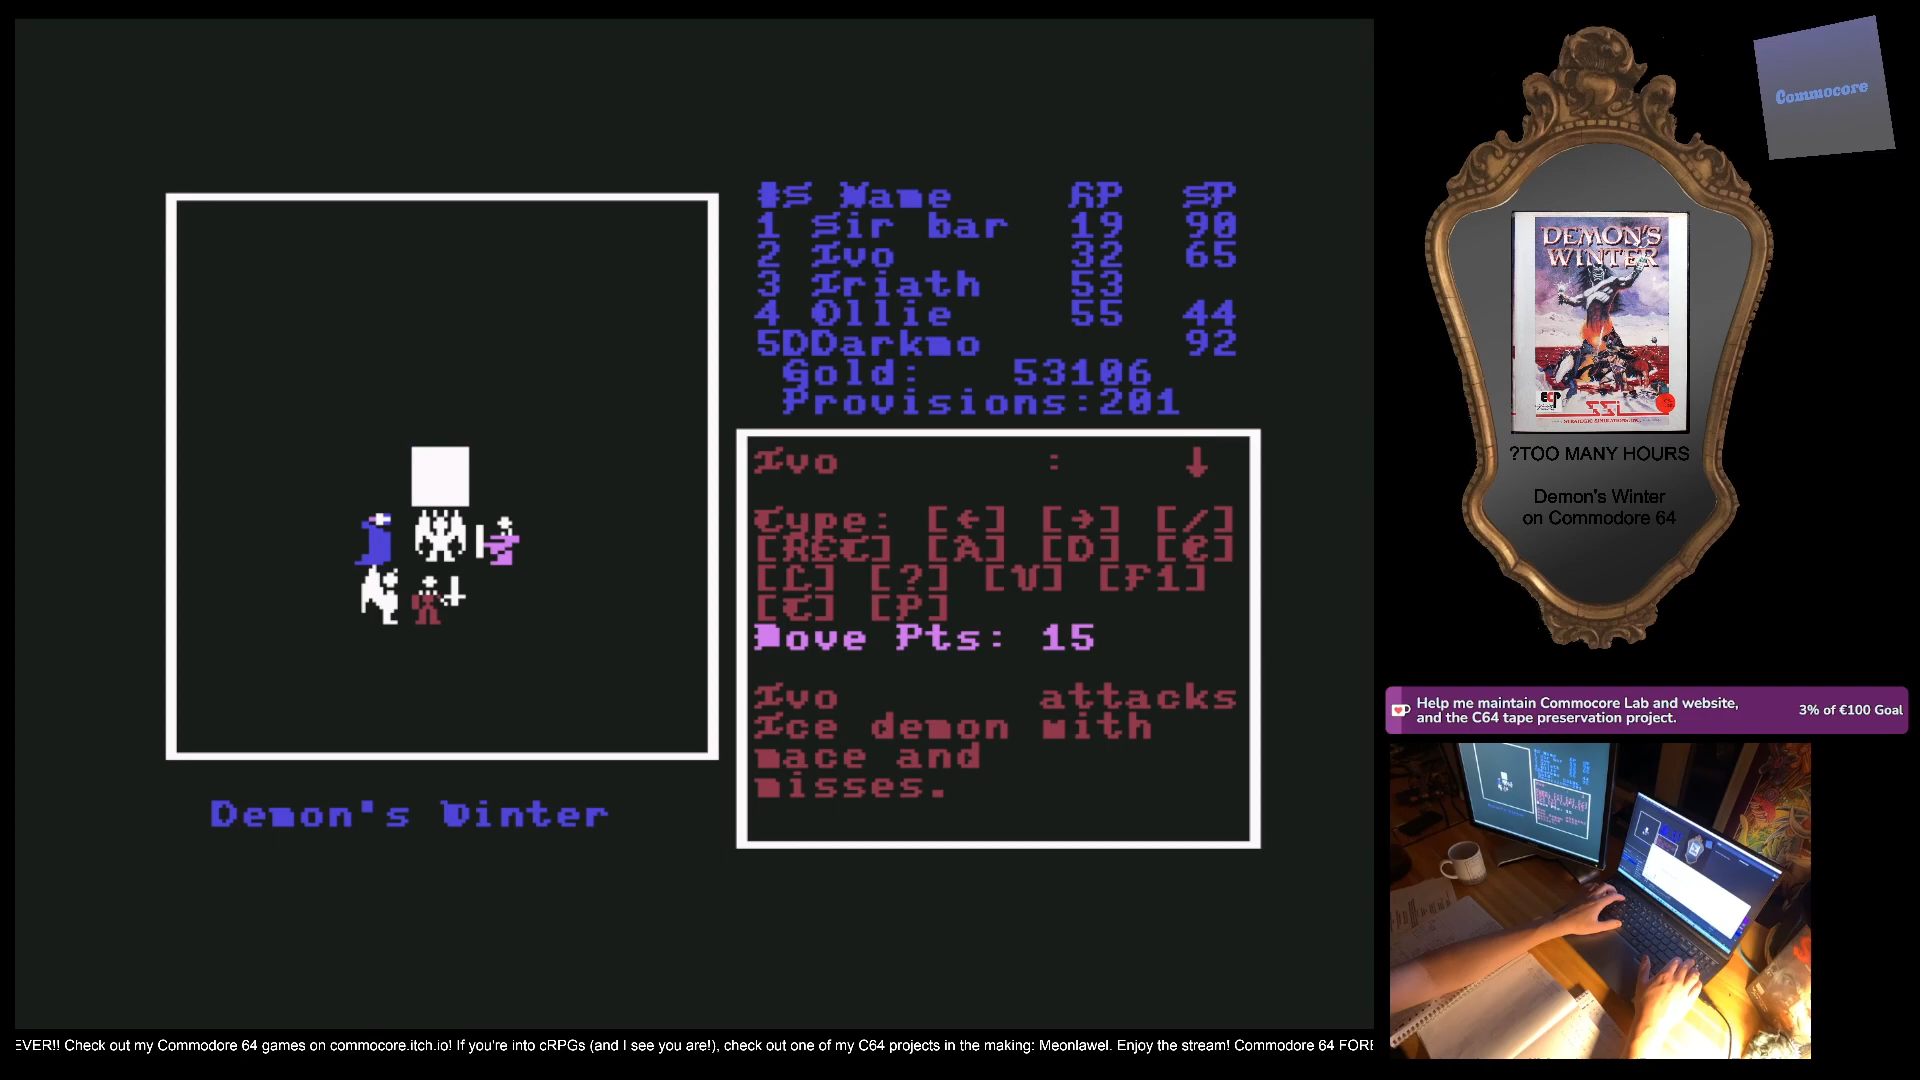 #S Name HP SP
1 Sir bar 19 90
2 Ivo 32 65
3 Iriath 53
4 Ollie 55 44
5DDarkmo 92
Gold: 53106
Provisions:201
Ivo : ↓
Type: [←] [→] [/]
[RET] [A] [D] [C]
[£] [?] [V] [F1]
[T] [P]
Move Pts: 15
Ivo attacks
Ice demon with
mace and
misses.
Demon's Winter
Commocore
DEMON'S
WINTER
SSI
STRATEGIC SIMULATIONS, INC.
?TOO MANY HOURS
Demon's Winter
on Commodore 64
Help me maintain Commocore Lab and website,
and the C64 tape preservation project.
3% of €100 Goal
EVER!! Check out my Commodore 64 games on commocore.itch.io! If you're into cRPGs (and I see you are!), check out one of my C64 projects in the making: Meonlawel. Enjoy the stream! Commodore 64 FORE